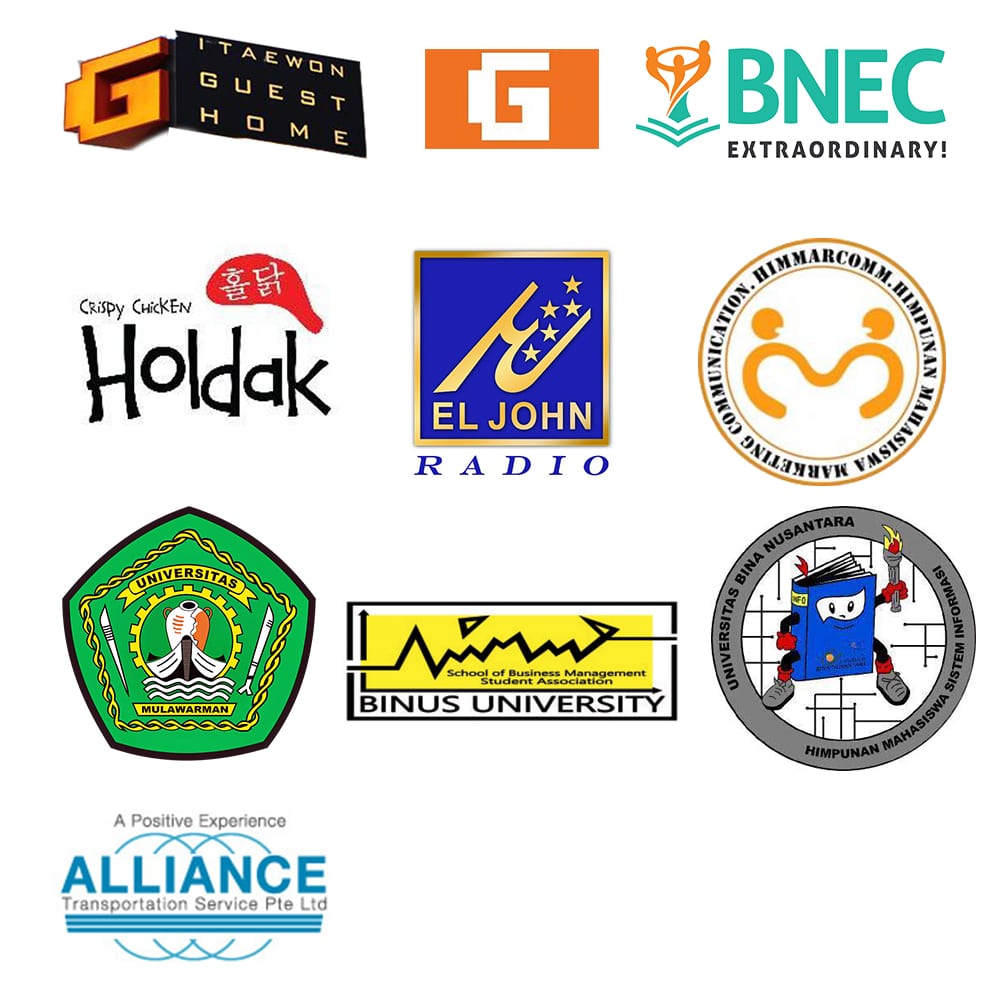 G
ITAEWON
GUEST
HOME
G
BNEC
EXTRAORDINARY!
홀닭
CRISPY CHICKEN
Holdak
EL JOHN
RADIO
HIMMARCOMM. HIMPUNAN MAHASISWA MARKETING COMMUNICATION.
UNIVERSITAS
MULAWARMAN
School of Business Management
Student Association
BINUS UNIVERSITY
UNIVERSITAS BINA NUSANTARA
INFO
HIMPUNAN MAHASISWA SISTEM INFORMASI
A Positive Experience
ALLIANCE
Transportation Service Pte Ltd